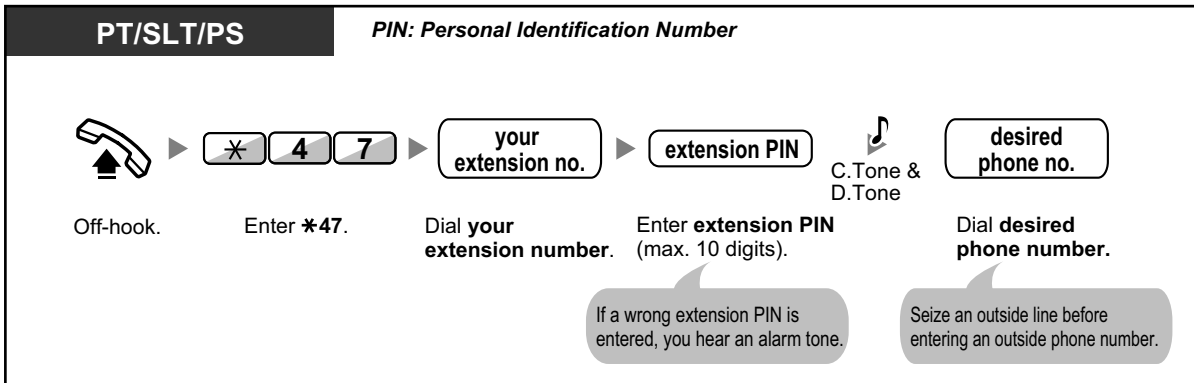 PT/SLT/PS
PIN: Personal Identification Number
* 4 7
your
extension no.
extension PIN
C.Tone &
D.Tone
desired
phone no.
Off-hook.
Enter *47.
Dial your
extension number.
Enter extension PIN
(max. 10 digits).
Dial desired
phone number.
If a wrong extension PIN is
entered, you hear an alarm tone.
Seize an outside line before
entering an outside phone number.